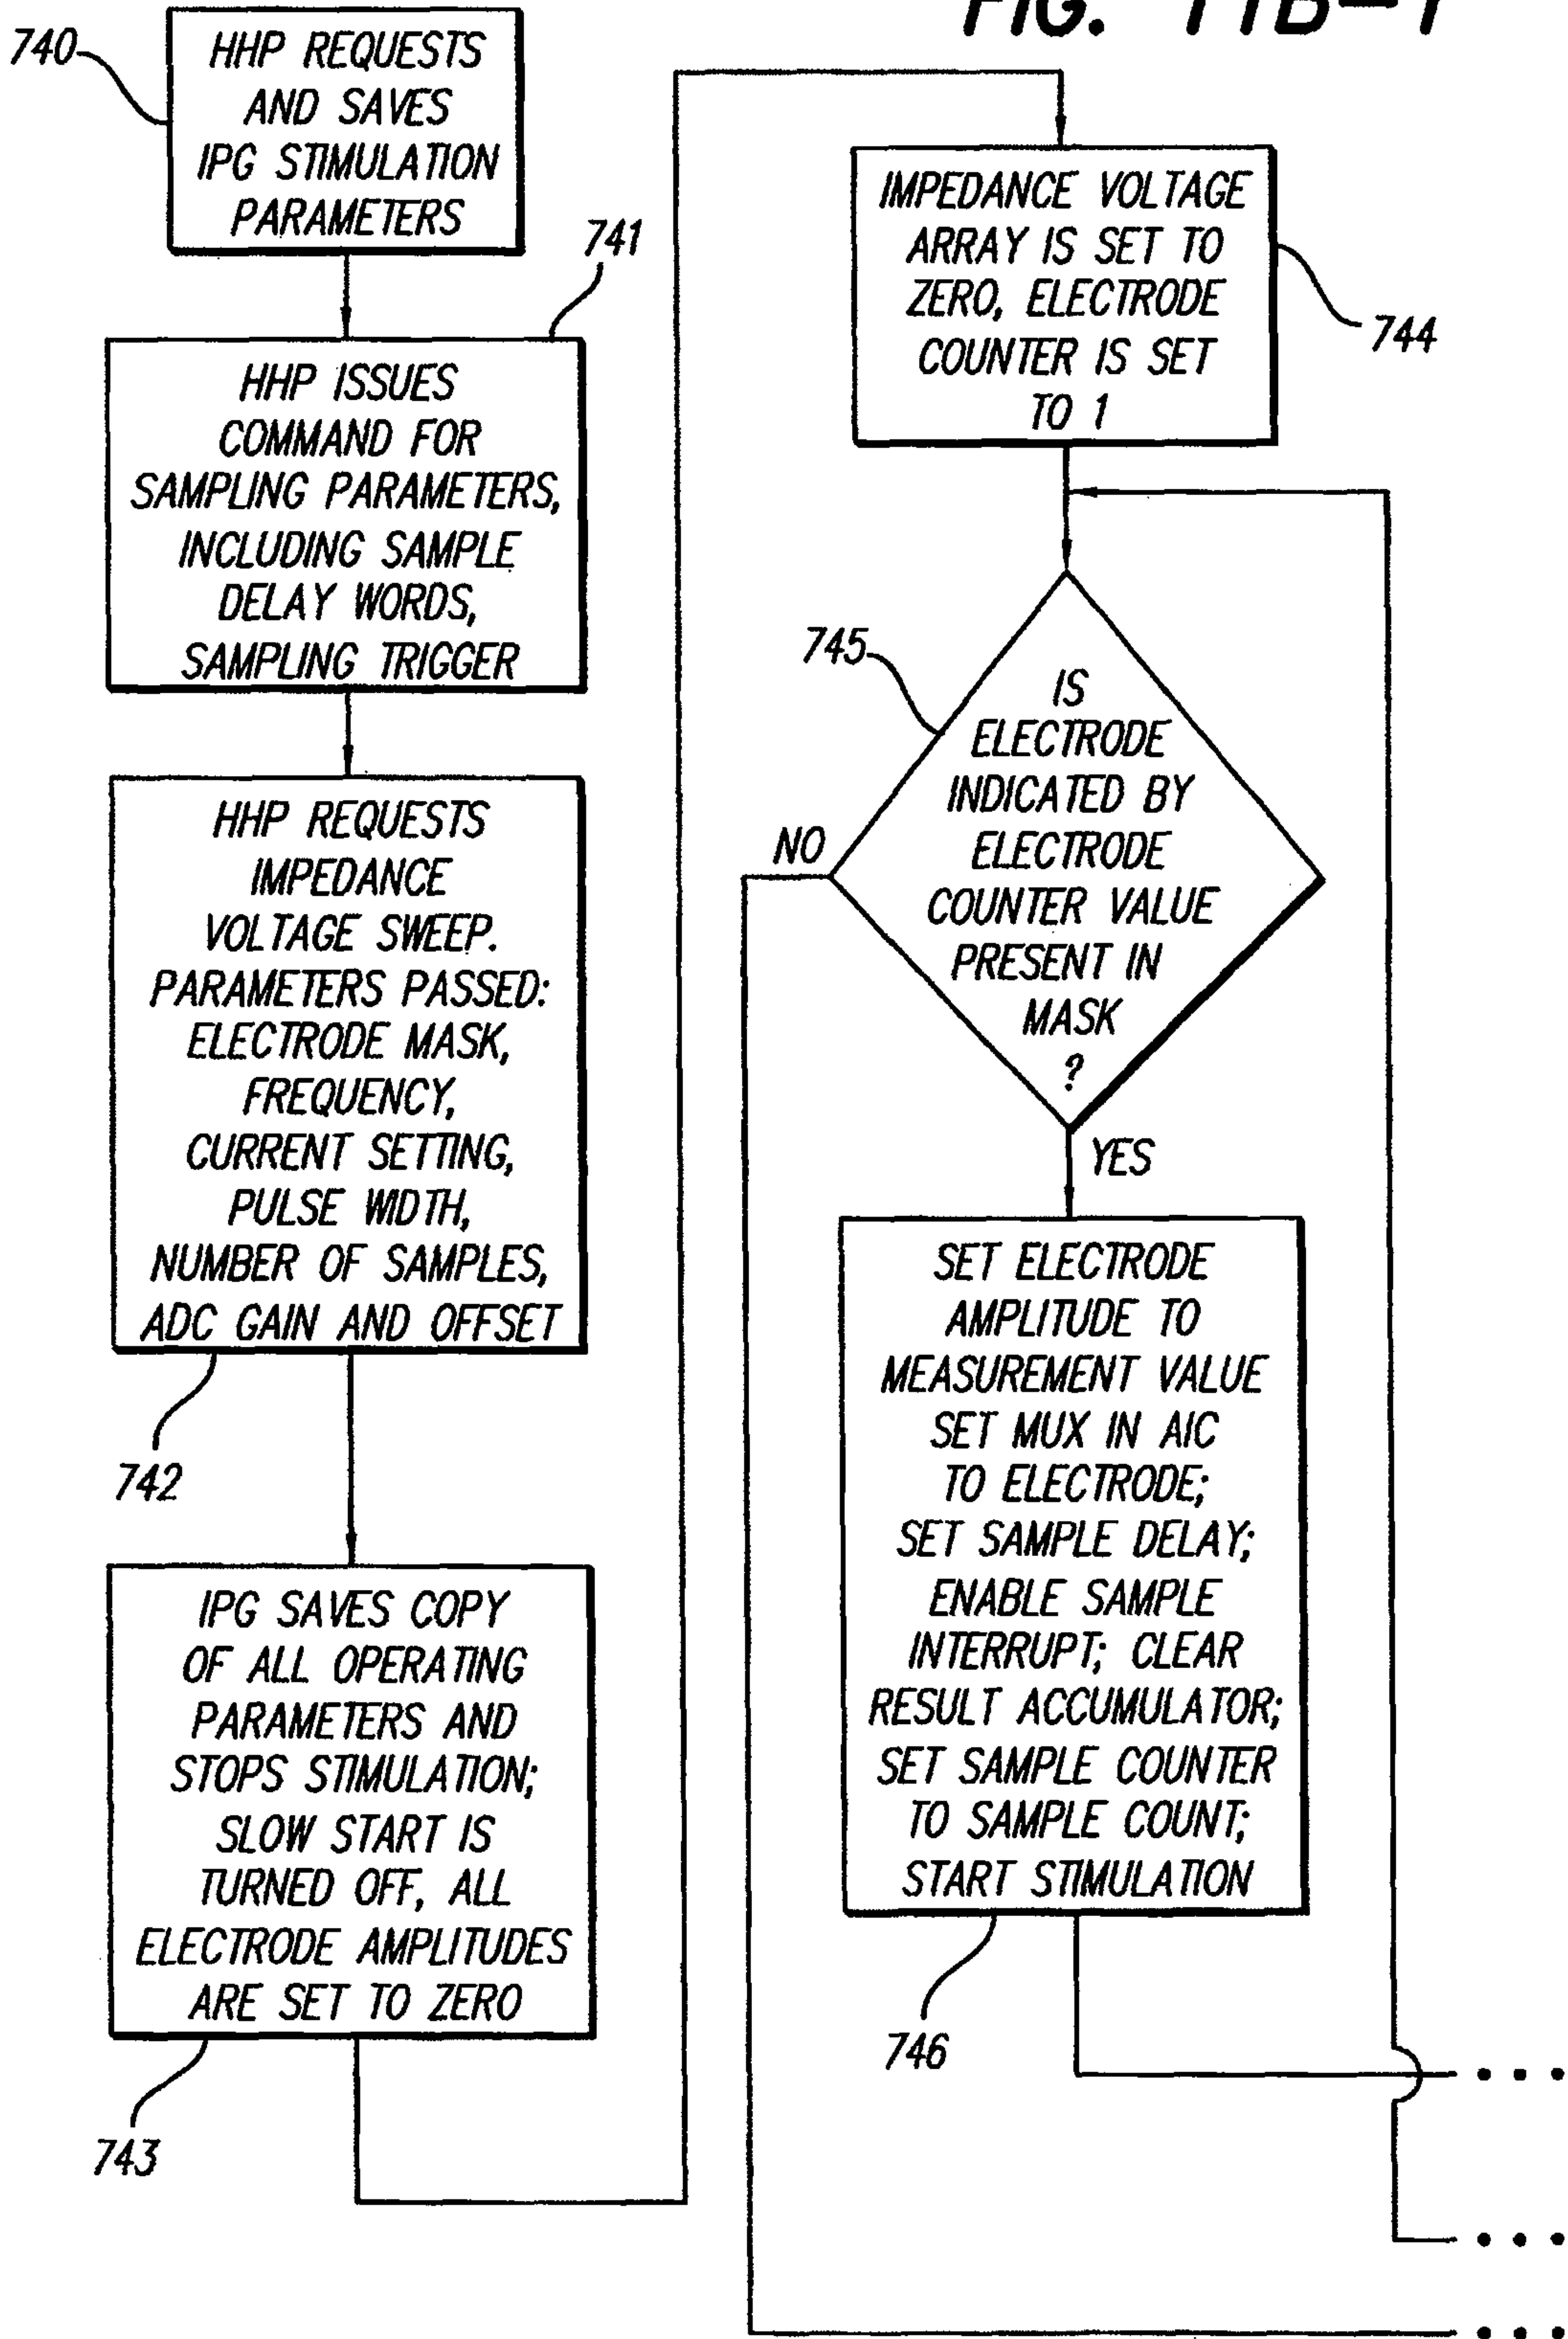 FIG. 11B-1
740
HHP REQUESTS
AND SAVES
IPG STIMULATION
PARAMETERS
741
HHP ISSUES
COMMAND FOR
SAMPLING PARAMETERS,
INCLUDING SAMPLE
DELAY WORDS,
SAMPLING TRIGGER
HHP REQUESTS
IMPEDANCE
VOLTAGE SWEEP.
PARAMETERS PASSED:
ELECTRODE MASK,
FREQUENCY,
CURRENT SETTING,
PULSE WIDTH,
NUMBER OF SAMPLES,
ADC GAIN AND OFFSET
742
IPG SAVES COPY
OF ALL OPERATING
PARAMETERS AND
STOPS STIMULATION;
SLOW START IS
TURNED OFF, ALL
ELECTRODE AMPLITUDES
ARE SET TO ZERO
743
IMPEDANCE VOLTAGE
ARRAY IS SET TO
ZERO, ELECTRODE
COUNTER IS SET
TO 1
744
745
IS
ELECTRODE
INDICATED BY
ELECTRODE
COUNTER VALUE
PRESENT IN
MASK
?
NO
YES
SET ELECTRODE
AMPLITUDE TO
MEASUREMENT VALUE
SET MUX IN AIC
TO ELECTRODE;
SET SAMPLE DELAY;
ENABLE SAMPLE
INTERRUPT; CLEAR
RESULT ACCUMULATOR;
SET SAMPLE COUNTER
TO SAMPLE COUNT;
START STIMULATION
746